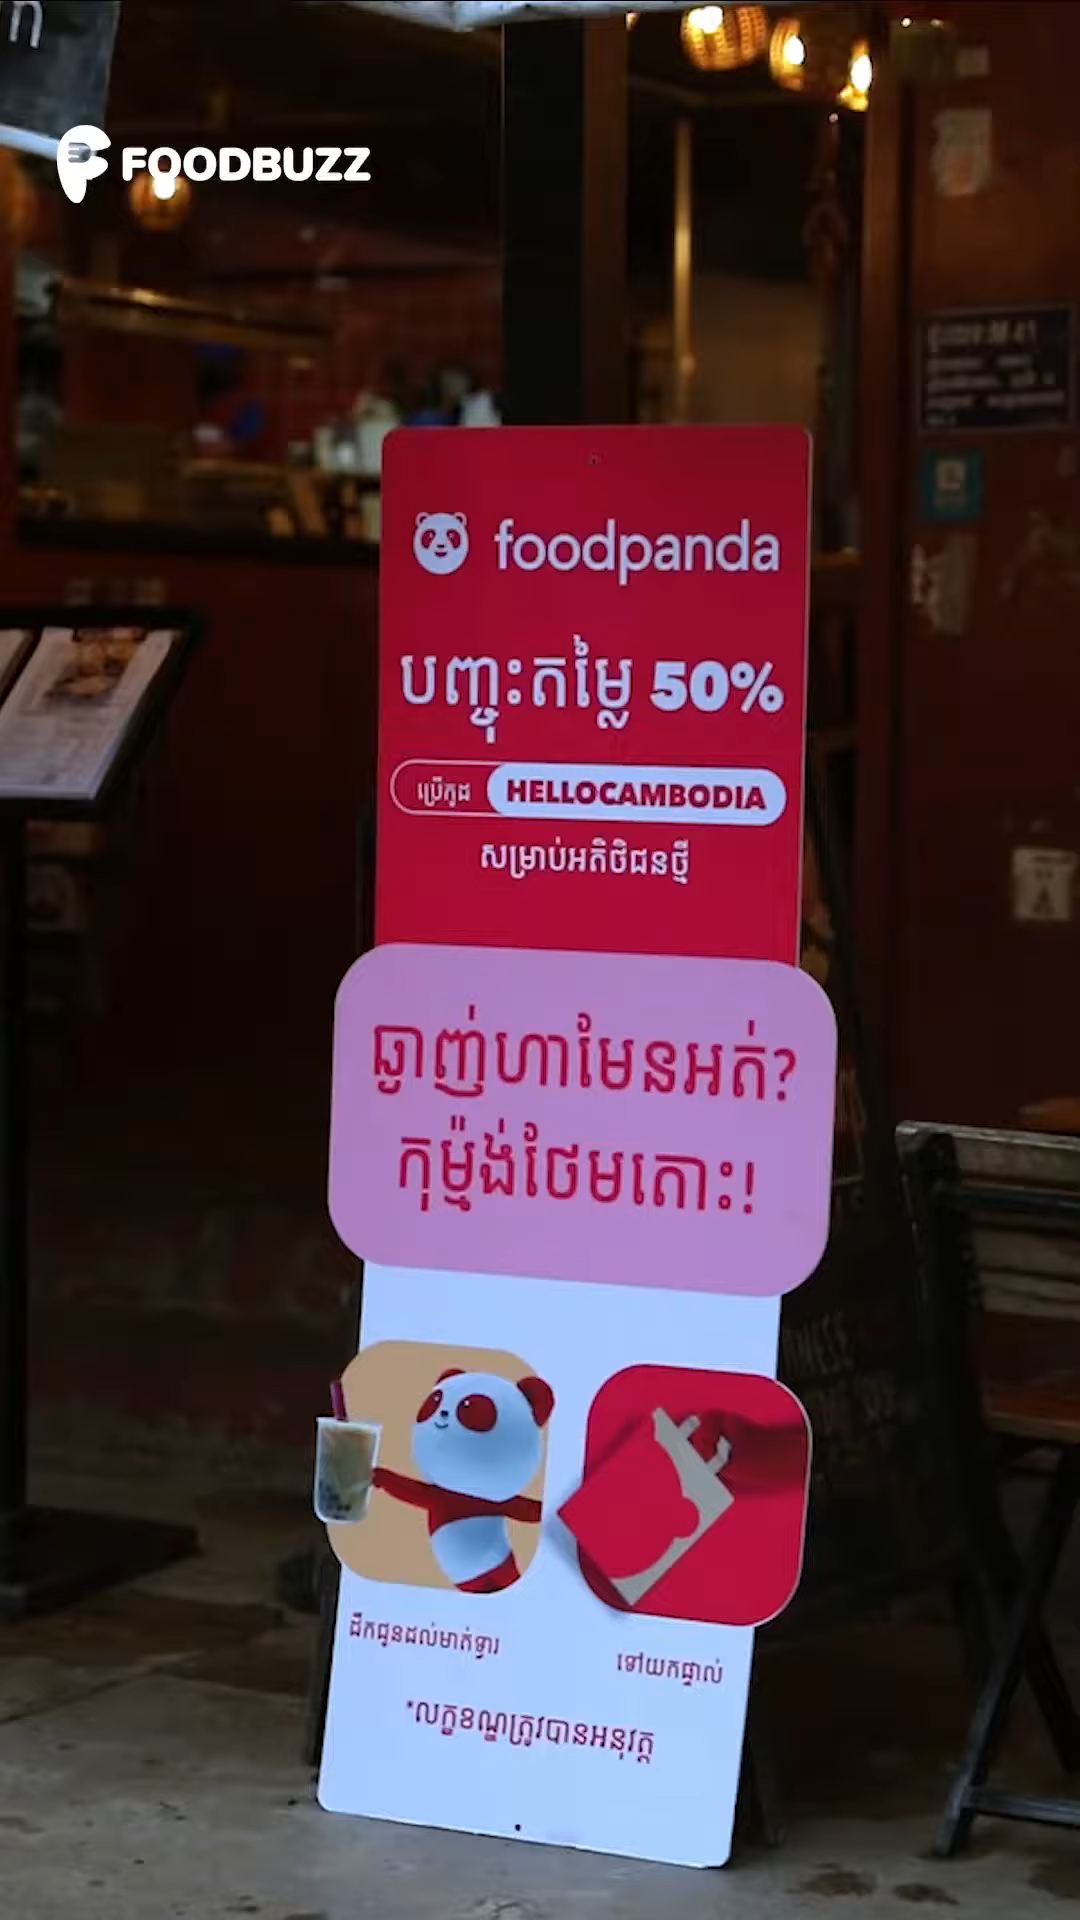 FOODBUZZ
foodpanda
បញ្ចុះតម្លៃ 50%
ប្រើកូដ HELLOCAMBODIA
សម្រាប់អតិថិជនថ្មី
ឆ្ងាញ់ហាមែនអត់?
កុម្ម៉ង់ថែមតោះ!
ដឹកជូនដល់មាត់ទ្វារ
ទៅយកផ្ទាល់
*លក្ខខណ្ឌត្រូវបានអនុវត្ត